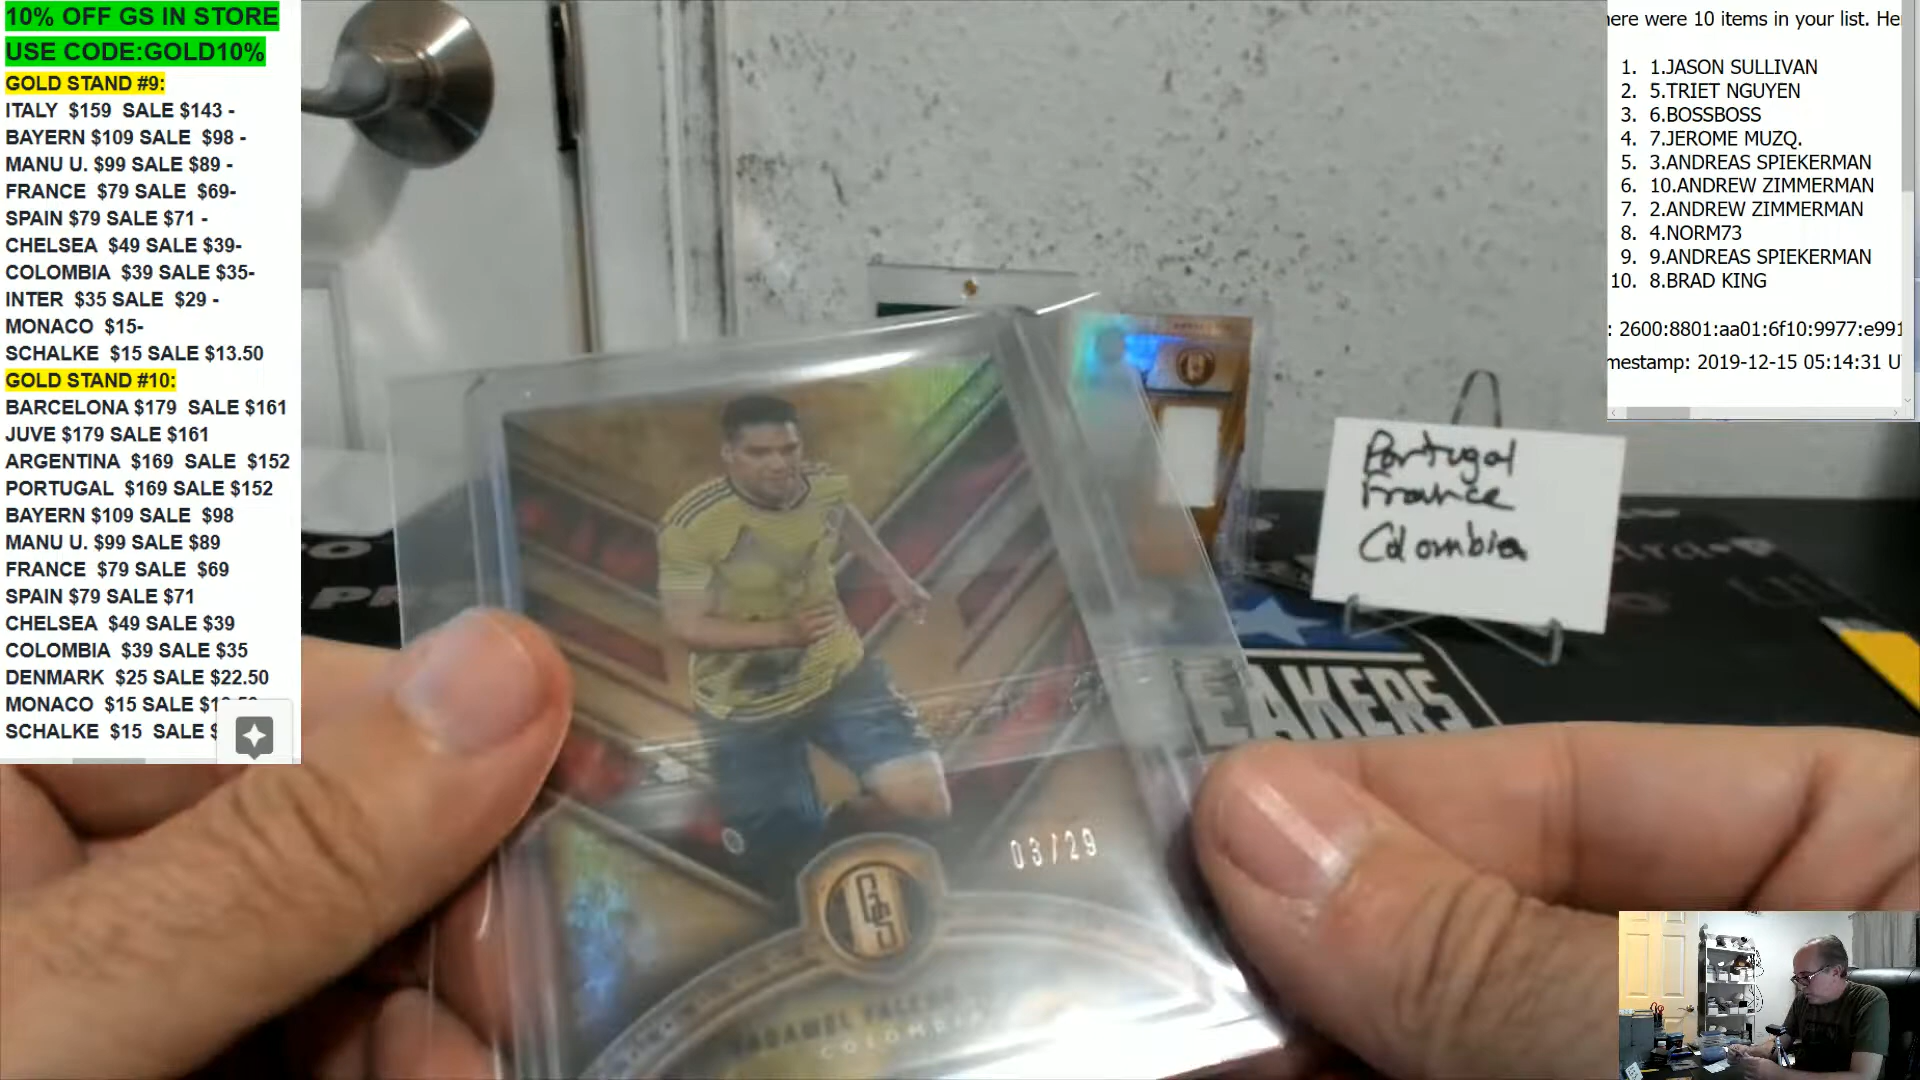 10% OFF GS IN STORE
USE CODE:GOLD10%
GOLD STAND #9:
ITALY $159 SALE $143 -
BAYERN $109 SALE $98 -
MANU U. $99 SALE $89 -
FRANCE $79 SALE $69-
SPAIN $79 SALE $71 -
CHELSEA $49 SALE $39-
COLOMBIA $39 SALE $35-
INTER $35 SALE $29 -
MONACO $15-
SCHALKE $15 SALE $13.50
GOLD STAND #10:
BARCELONA $179 SALE $161
JUVE $179 SALE $161
ARGENTINA $169 SALE $152
PORTUGAL $169 SALE $152
BAYERN $109 SALE $98
MANU U. $99 SALE $89
FRANCE $79 SALE $69
SPAIN $79 SALE $71
CHELSEA $49 SALE $39
COLOMBIA $39 SALE $35
DENMARK $25 SALE $22.50
MONACO $15 SALE
SCHALKE $15 SALE
ere were 10 items in your list. He
1. 1.JASON SULLIVAN
2. 5.TRIET NGUYEN
3. 6.BOSSBOSS
4. 7.JEROME MUZQ.
5. 3.ANDREAS SPIEKERMAN
6. 10.ANDREW ZIMMERMAN
7. 2.ANDREW ZIMMERMAN
8. 4.NORM73
9. 9.ANDREAS SPIEKERMAN
10. 8.BRAD KING
: 2600:8801:aa01:6f10:9977:e991
mestamp: 2019-12-15 05:14:31 U
Portugal
France
Colombia
EAKERS
03/29
COLOMBIA